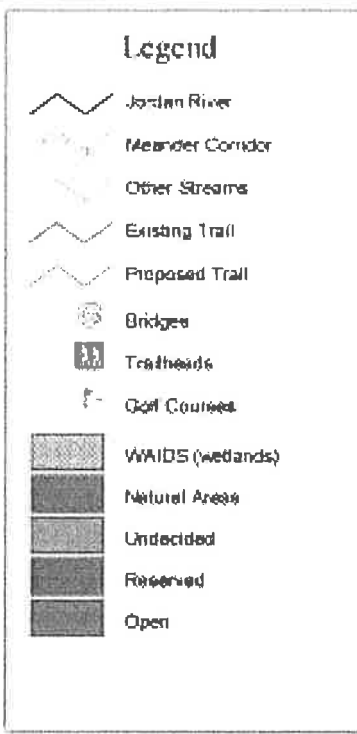 Legend
Jordan River
Meander Corridor
Other Streams
Existing Trail
Proposed Trail
Bridges
Trailheads
Golf Courses
WAIDS (wetlands)
Natural Areas
Undecided
Reserved
Open